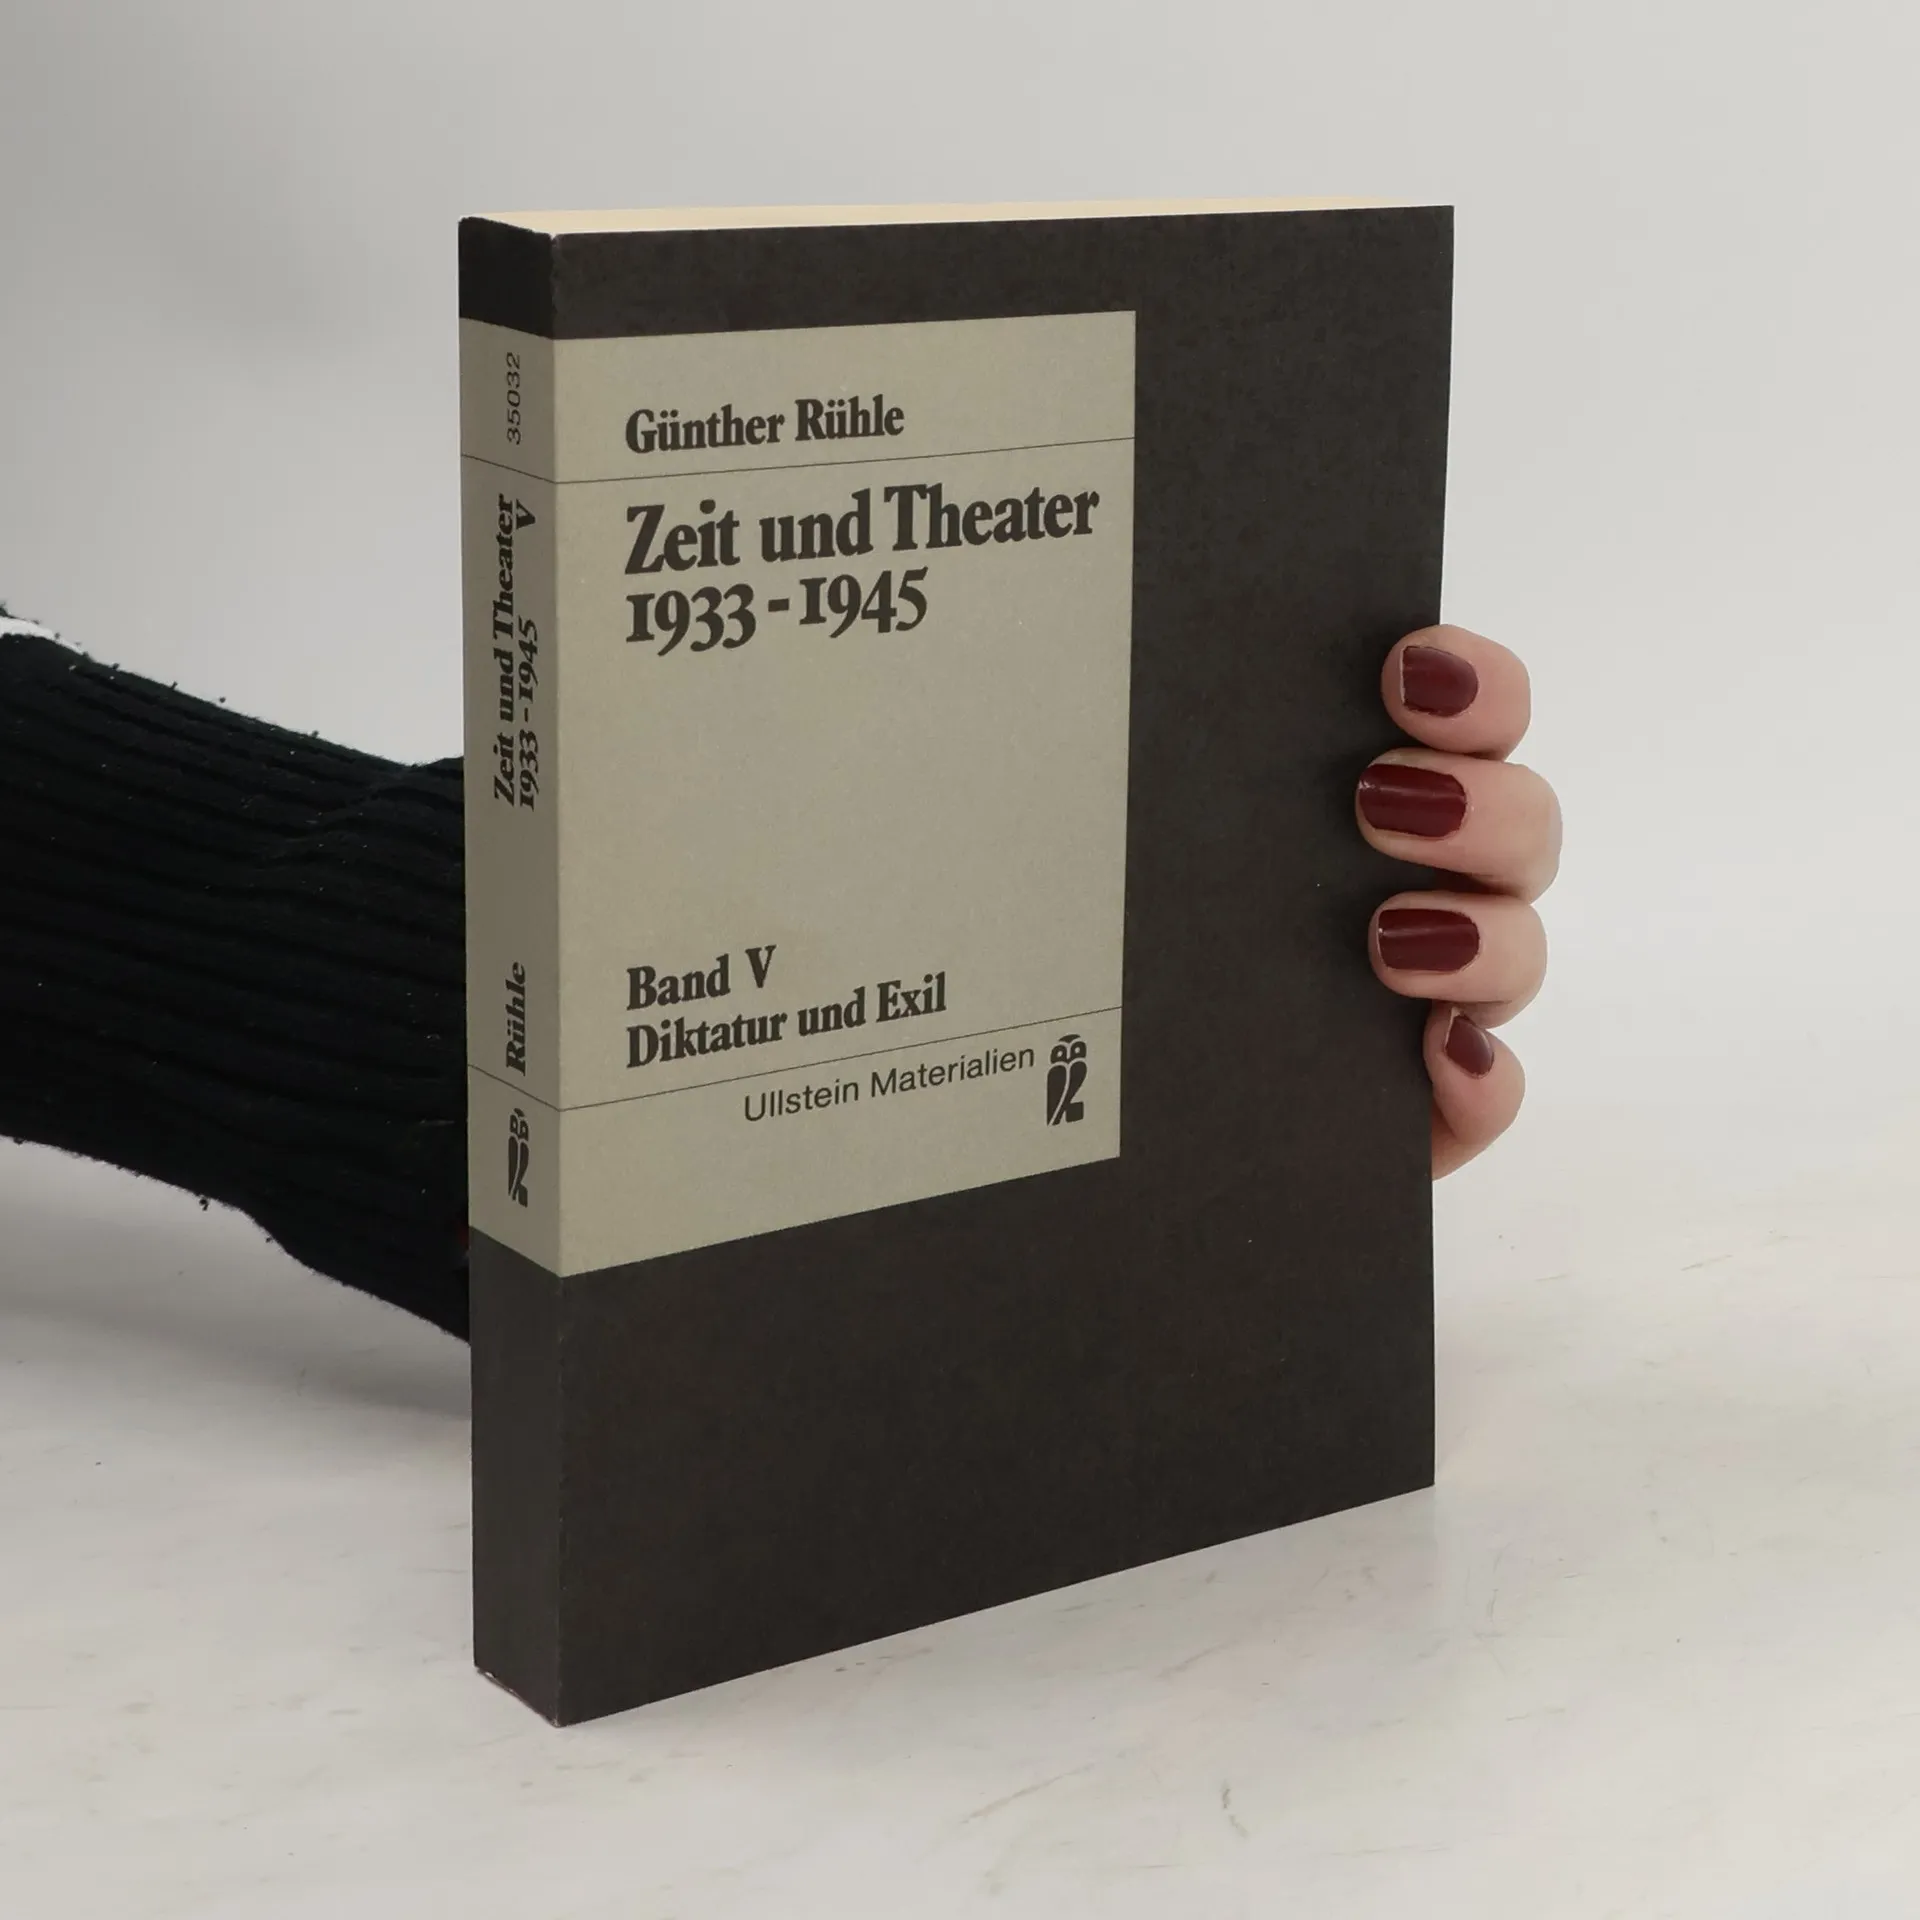 Günther Rühle
Zeit und Theater
1933-1945
Band V
Diktatur und Exil
Ullstein Materialien
35032
Zeit und Theater V
1933-1945
Rühle